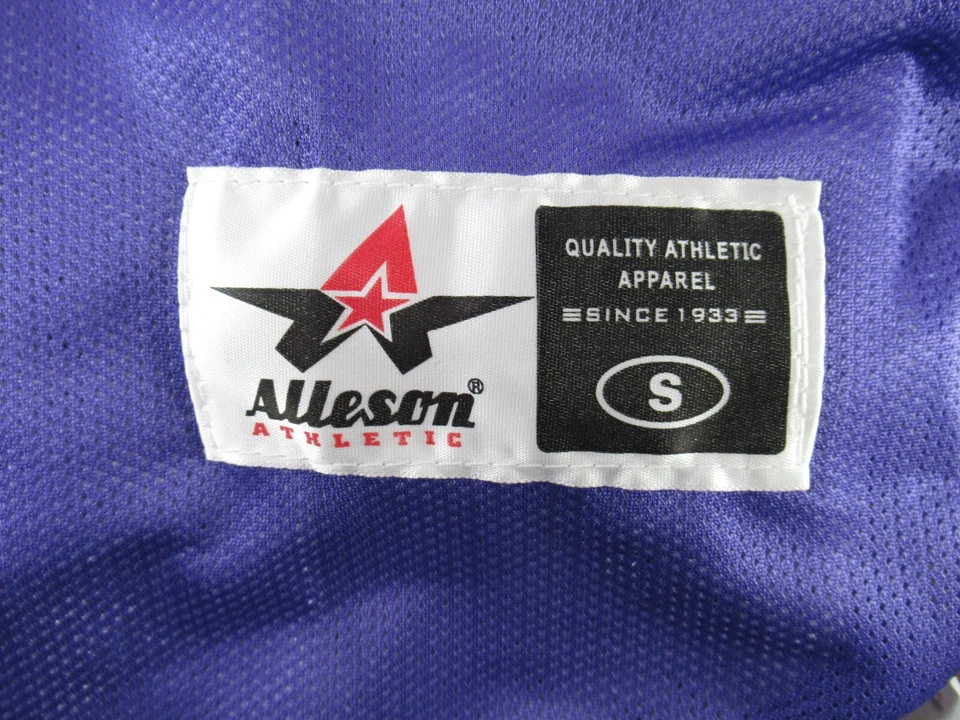 Alleson®
ATHLETIC
QUALITY ATHLETIC
APPAREL
SINCE 1933
S